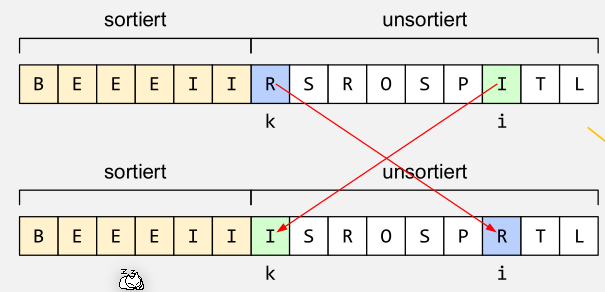 sortiert unsortiert
B E E E I I R S R O S P I T L
k i
sortiert unsortiert
B E E E I I I S R O S P R T L
k i